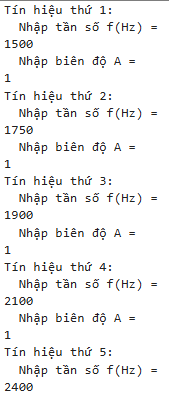 Tín hiệu thứ 1:
Nhập tần số f(Hz) =
1500
Nhập biên độ A =
1
Tín hiệu thứ 2:
Nhập tần số f(Hz) =
1750
Nhập biên độ A =
1
Tín hiệu thứ 3:
Nhập tần số f(Hz) =
1900
Nhập biên độ A =
1
Tín hiệu thứ 4:
Nhập tần số f(Hz) =
2100
Nhập biên độ A =
1
Tín hiệu thứ 5:
Nhập tần số f(Hz) =
2400